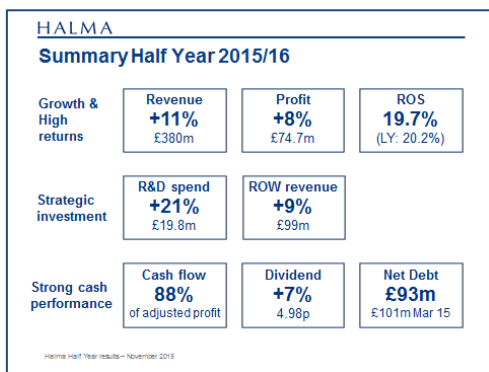 HALMA
Summary Half Year 2015/16
Growth &
High
returns
Revenue
+11%
£380m
Profit
+8%
£74.7m
ROS
19.7%
(LY: 20.2%)
Strategic
investment
R&D spend
+21%
£19.8m
ROW revenue
+9%
£99m
Strong cash
performance
Cash flow
88%
of adjusted profit
Dividend
+7%
4.98p
Net Debt
£93m
£101m Mar 15
Halma Half Year results – November 2015